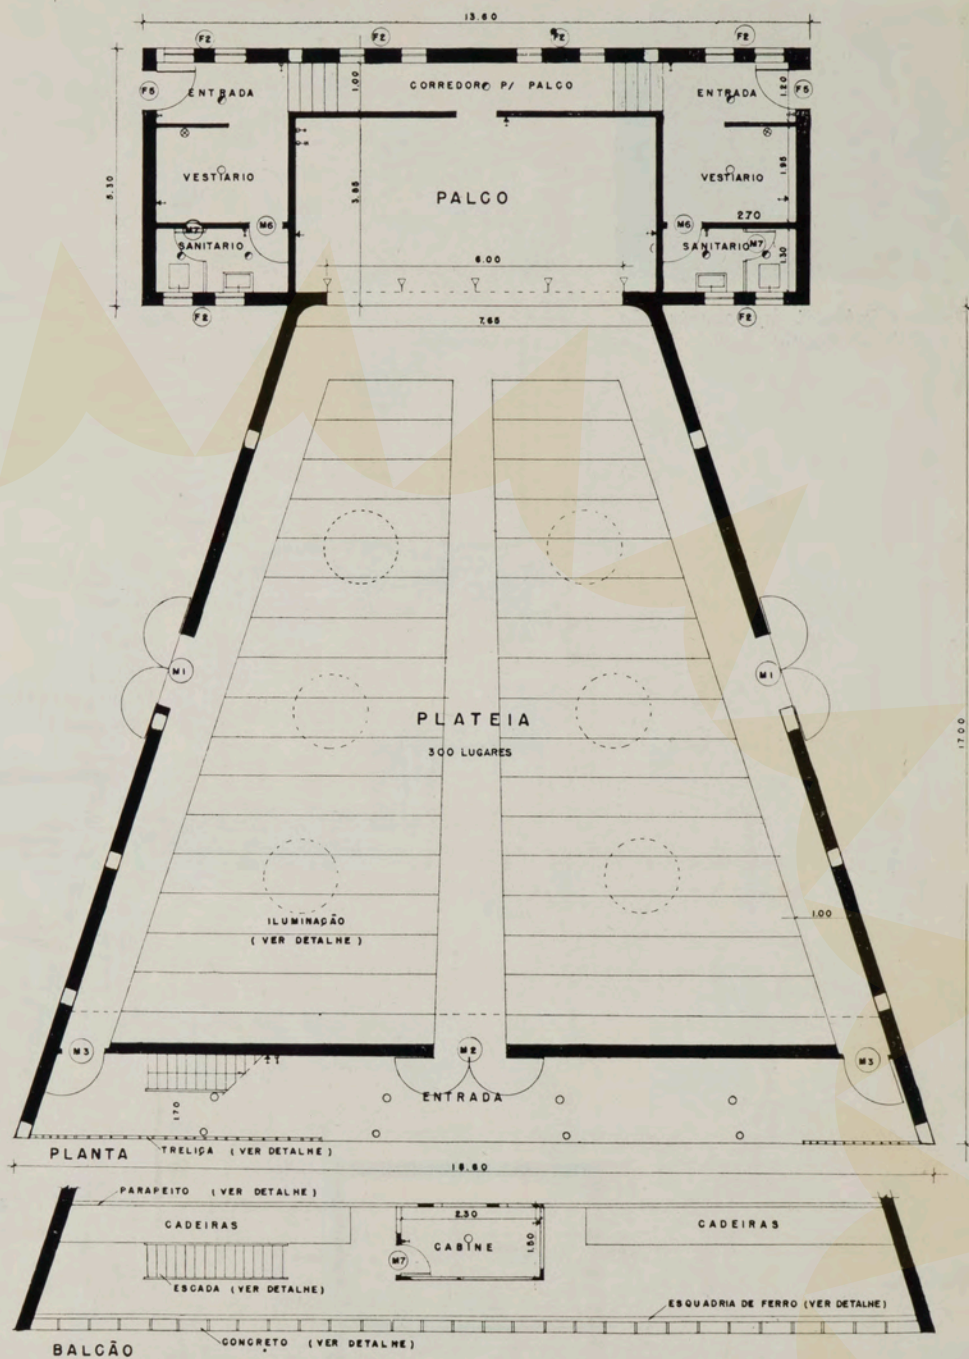 13.60
F2 F2 F2 F2
F5 ENTRADA 1.00 CORREDOR P/ PALCO ENTRADA 1.20 F5
VESTIARIO VESTIARIO 1.95
5.30 3.85 PALCO
2.70
M7 M6 M6 M7
SANITARIO SANITARIO 1.30
6.00
F2 F2
7.65
M1 M1
PLATEIA
300 LUGARES
17.00
1.00
ILUMINAÇÃO
( VER DETALHE )
M3 M2 M3
ENTRADA
1.70
TRELIÇA ( VER DETALHE )
PLANTA
18.60
PARAPEITO ( VER DETALHE )
CADEIRAS 2.30 CADEIRAS
CABINE 1.50
M7
ESCADA (VER DETALHE)
ESQUADRIA DE FERRO (VER DETALHE)
CONCRETO (VER DETALHE)
BALCÃO